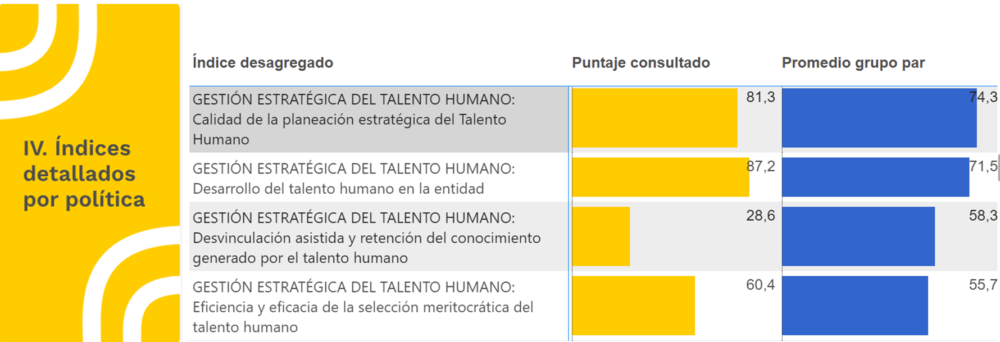 IV. Índices
detallados
por política
Índice desagregado
Puntaje consultado
Promedio grupo par
GESTIÓN ESTRATÉGICA DEL TALENTO HUMANO:
Calidad de la planeación estratégica del Talento
Humano
81,3
74,3
GESTIÓN ESTRATÉGICA DEL TALENTO HUMANO:
Desarrollo del talento humano en la entidad
87,2
71,5
GESTIÓN ESTRATÉGICA DEL TALENTO HUMANO:
Desvinculación asistida y retención del conocimiento
generado por el talento humano
28,6
58,3
GESTIÓN ESTRATÉGICA DEL TALENTO HUMANO:
Eficiencia y eficacia de la selección meritocrática del
talento humano
60,4
55,7